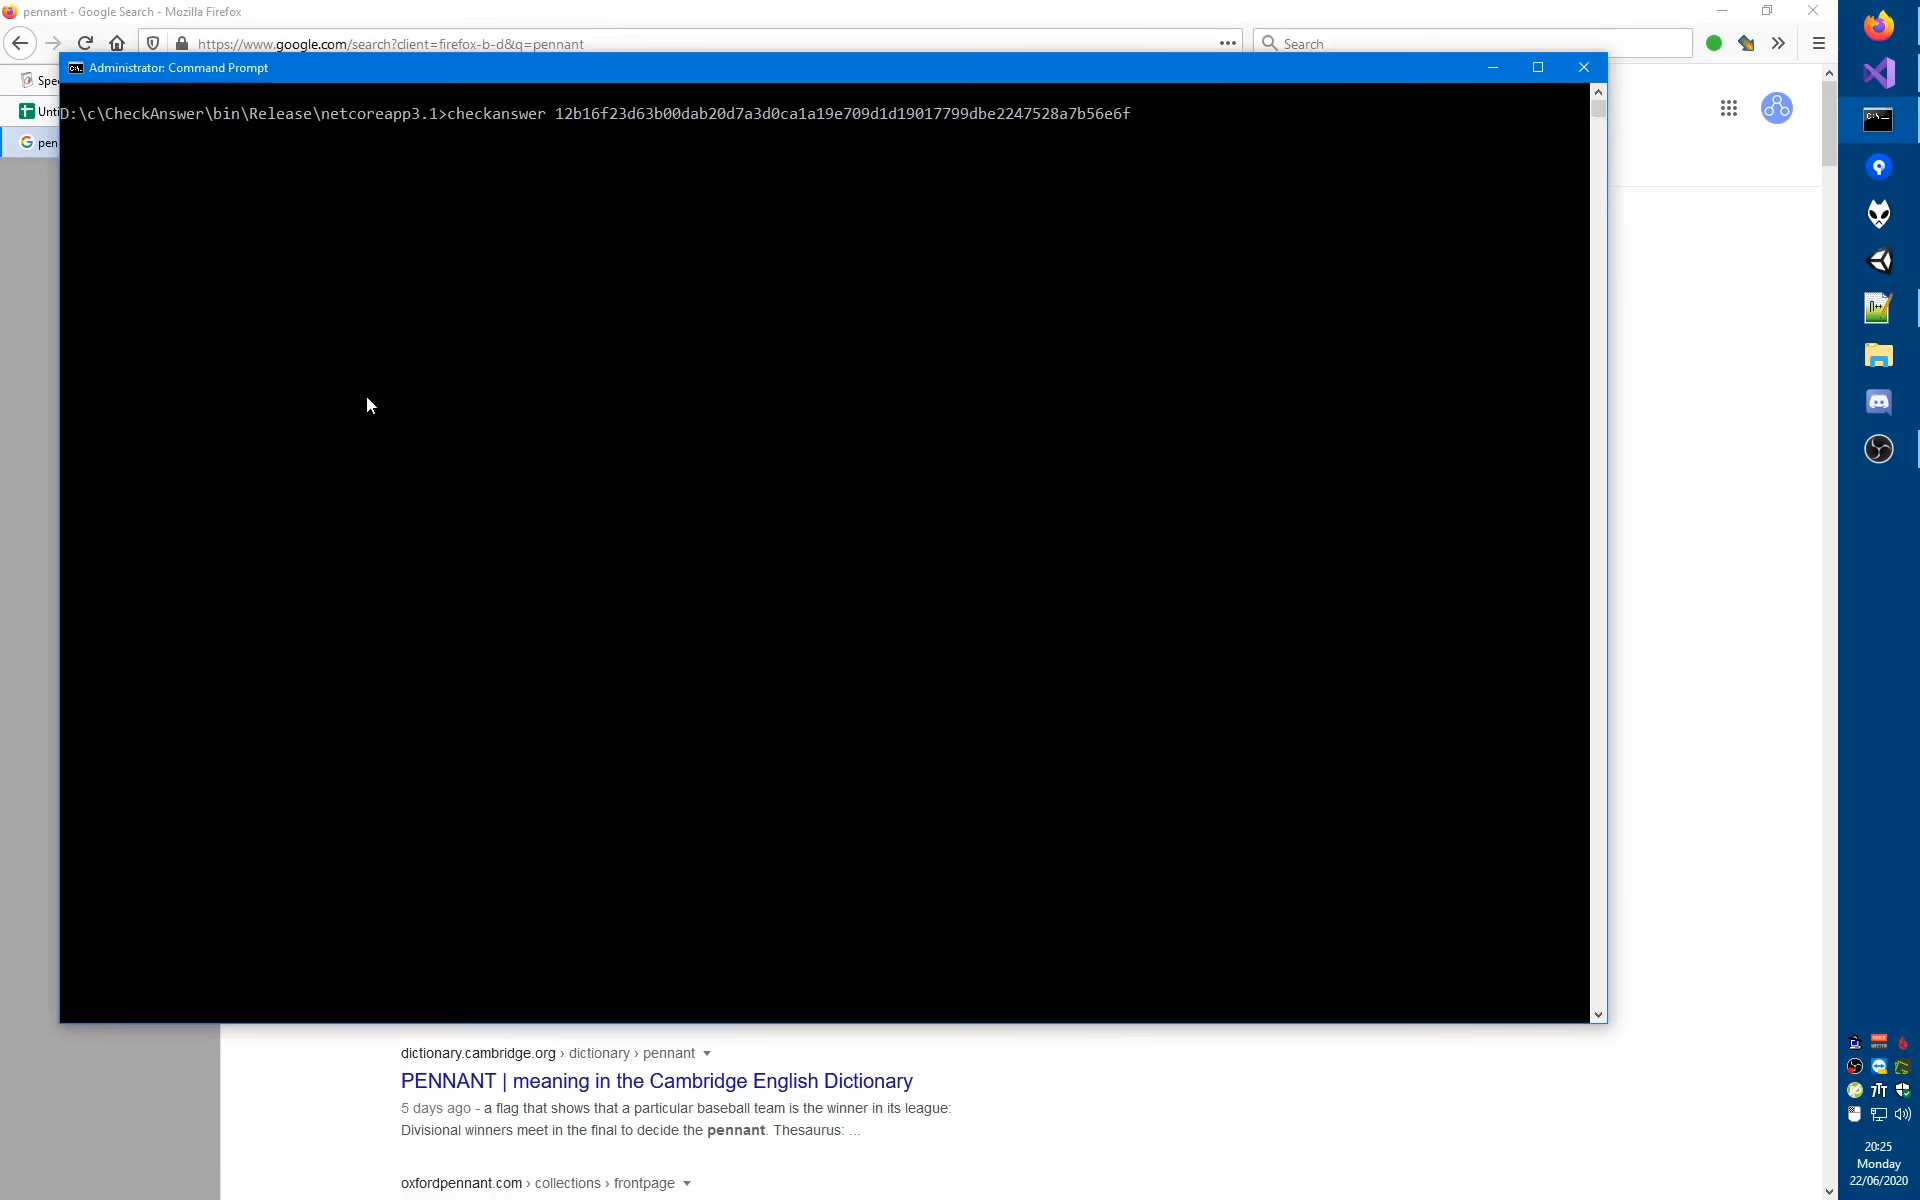 pennant - Google Search - Mozilla Firefox
https://www.google.com/search?client=firefox-b-d&q=pennant
Search
Administrator: Command Prompt
Spe
Unti
pen
D:\c\CheckAnswer\bin\Release\netcoreapp3.1>checkanswer 12b16f23d63b00dab20d7a3d0ca1a19e709d1d19017799dbe2247528a7b56e6f
dictionary.cambridge.org › dictionary › pennant
PENNANT | meaning in the Cambridge English Dictionary
5 days ago - a flag that shows that a particular baseball team is the winner in its league:
Divisional winners meet in the final to decide the pennant. Thesaurus: ...
oxfordpennant.com › collections › frontpage
20:25
Monday
22/06/2020